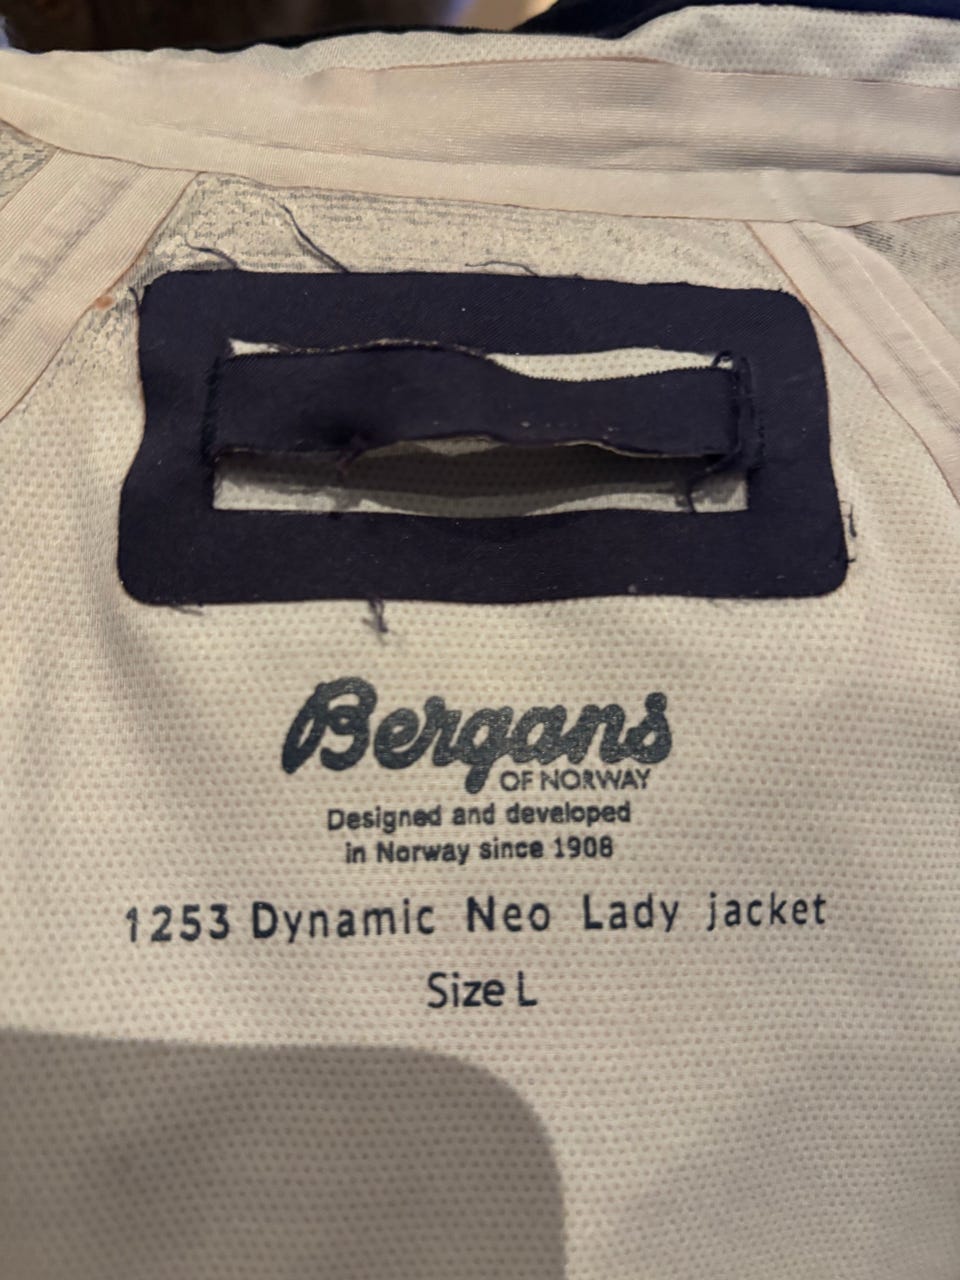 Bergans
OF NORWAY
Designed and developed
in Norway since 1908
1253 Dynamic Neo Lady jacket
Size L